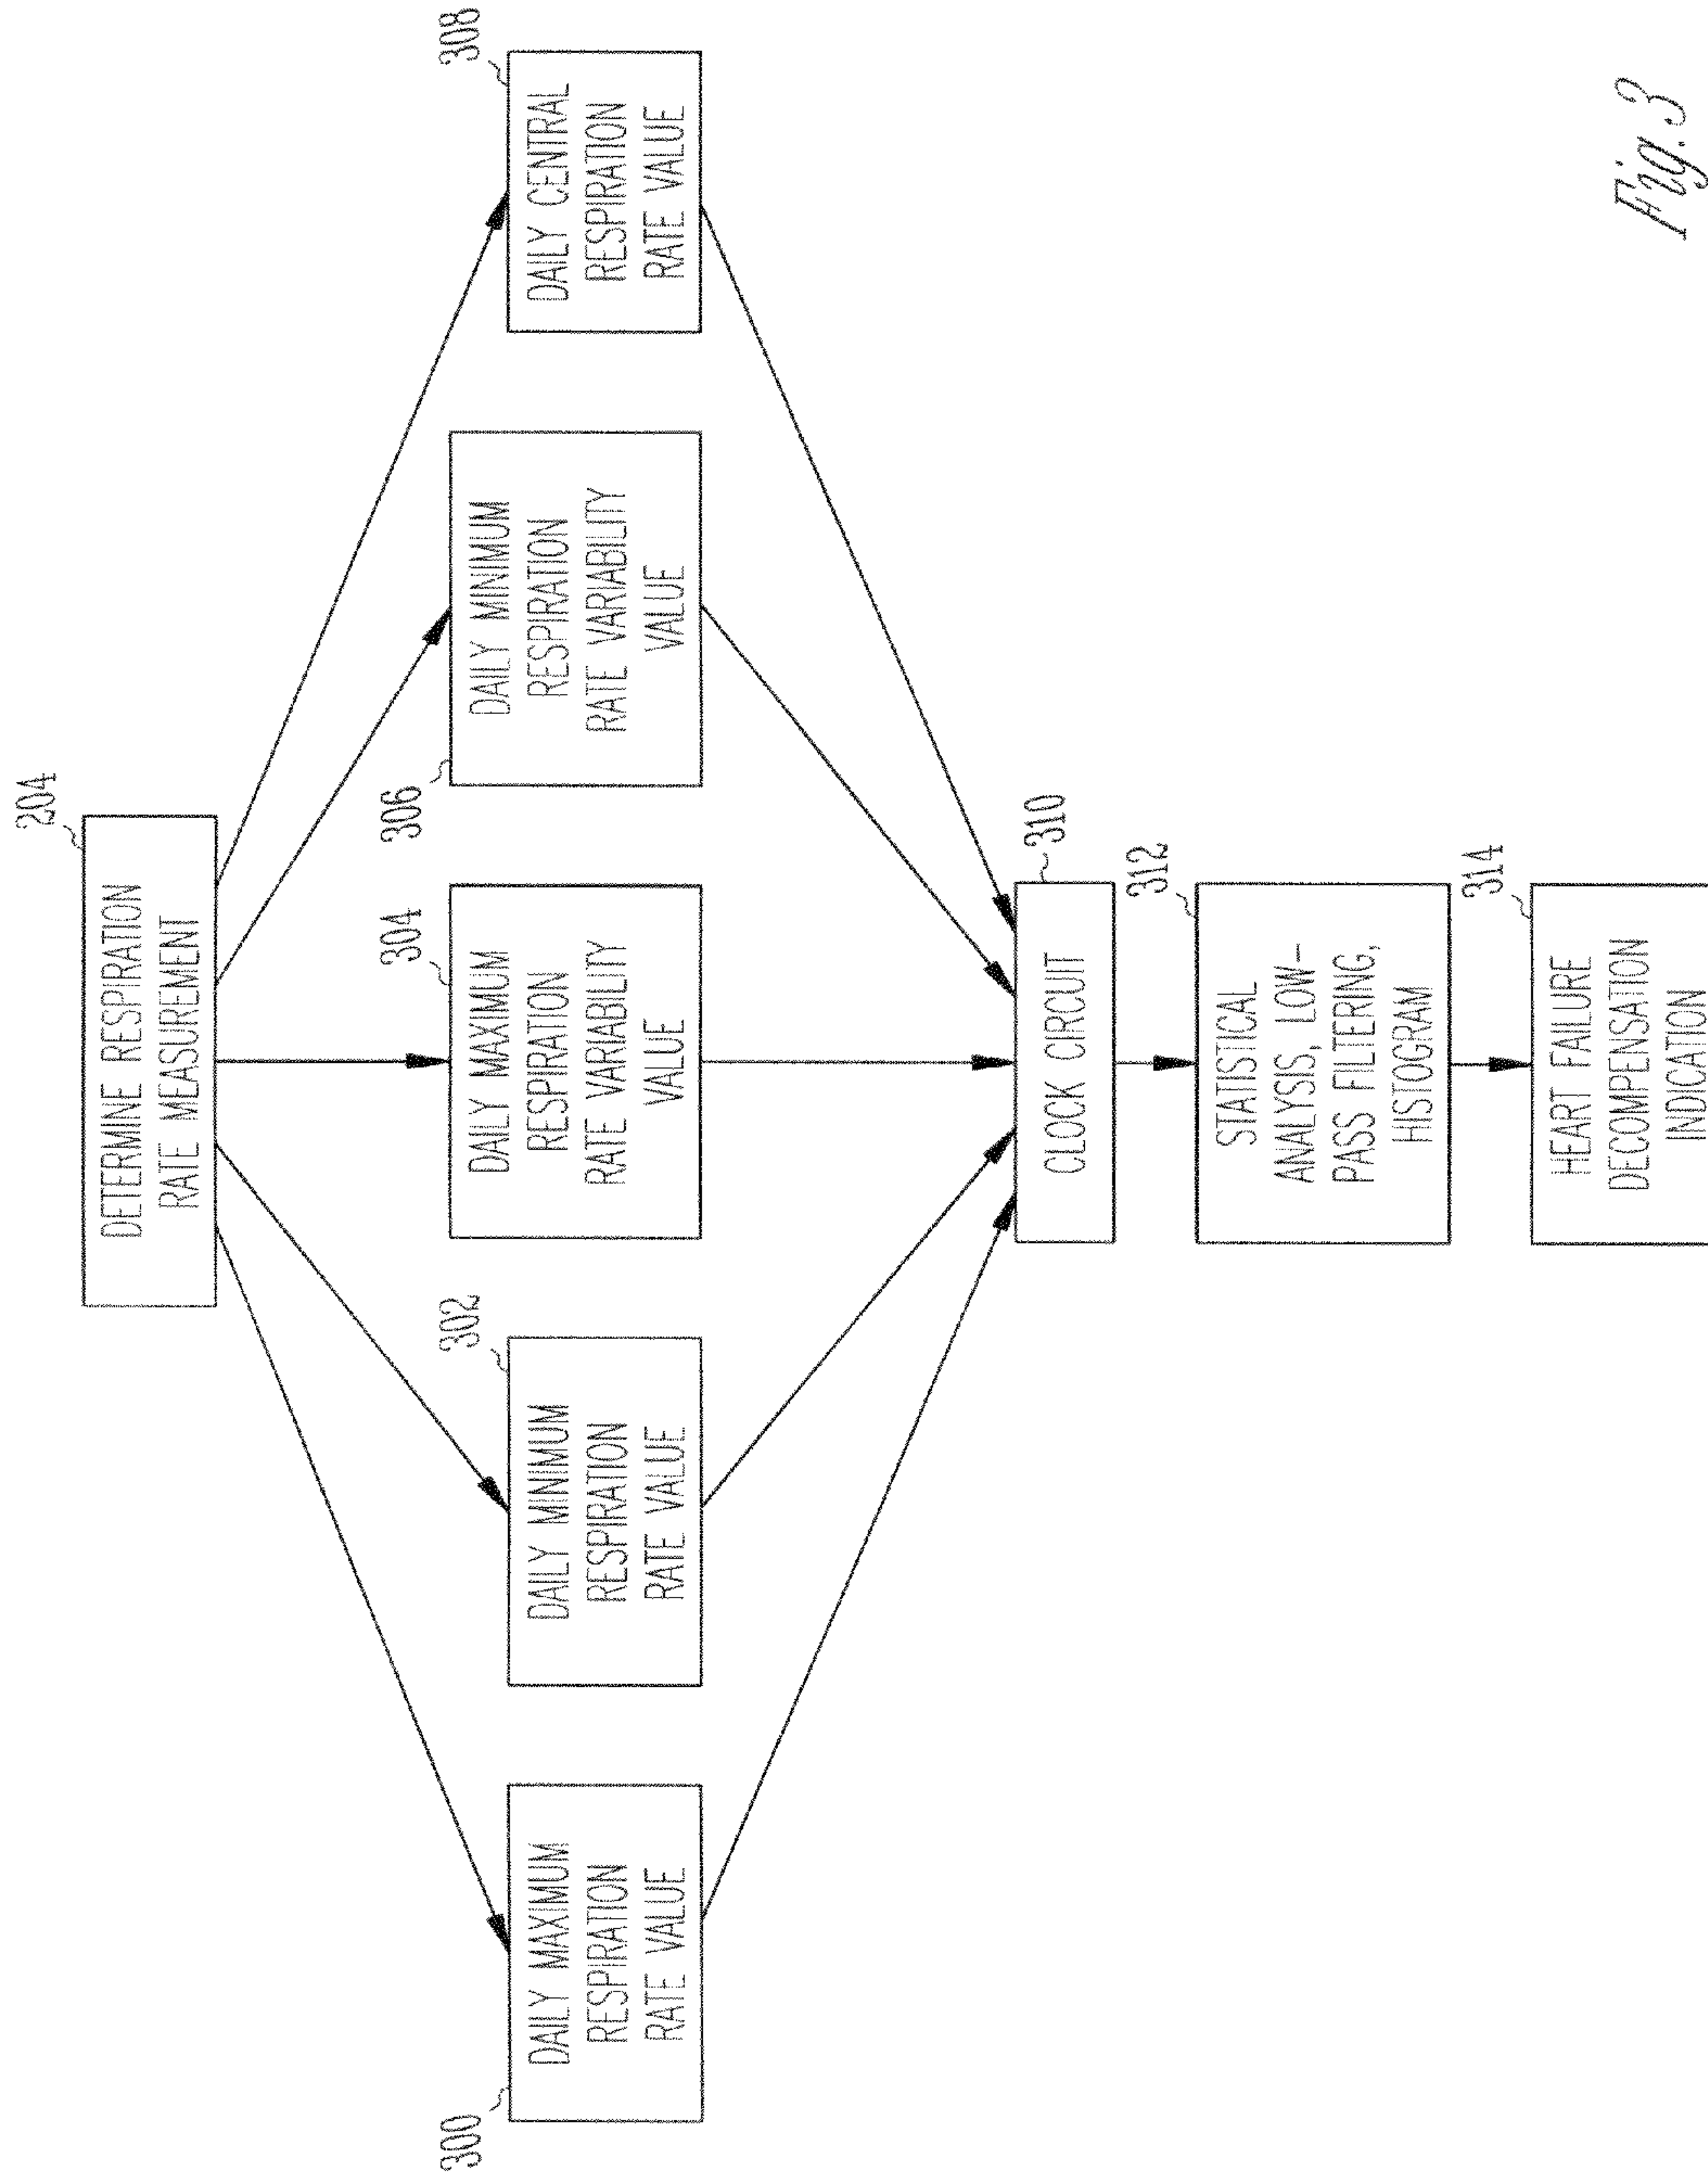 204
DETERMINE RESPIRATION
RATE MEASUREMENT
300
DAILY MAXIMUM
RESPIRATION
RATE VALUE
302
DAILY MINIMUM
RESPIRATION
RATE VALUE
304
DAILY MAXIMUM
RESPIRATION
RATE VARIABILITY
VALUE
306
DAILY MINIMUM
RESPIRATION
RATE VARIABILITY
VALUE
308
DAILY CENTRAL
RESPIRATION
RATE VALUE
310
CLOCK CIRCUIT
312
STATISTICAL
ANALYSIS, LOW-
PASS FILTERING,
HISTOGRAM
314
HEART FAILURE
DECOMPENSATION
INDICATION
Fig. 3